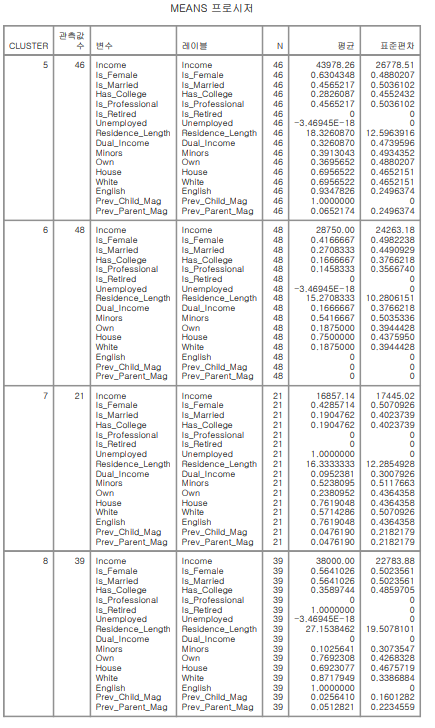 MEANS 프로시저
CLUSTER 관측값 수 변수 레이블 N 평균 표준편차
5 46 Income Income 46 43978.26 26778.51
Is_Female Is_Female 46 0.6304348 0.4880207
Is_Married Is_Married 46 0.4565217 0.5036102
Has_College Has_College 46 0.2826087 0.4552432
Is_Professional Is_Professional 46 0.4565217 0.5036102
Is_Retired Is_Retired 46 0 0
Unemployed Unemployed 46 -3.46945E-18 0
Residence_Length Residence_Length 46 18.3260870 12.5963916
Dual_Income Dual_Income 46 0.3260870 0.4739596
Minors Minors 46 0.3913043 0.4934352
Own Own 46 0.3695652 0.4880207
House House 46 0.6956522 0.4652151
White White 46 0.6956522 0.4652151
English English 46 0.9347826 0.2496374
Prev_Child_Mag Prev_Child_Mag 46 1.0000000 0
Prev_Parent_Mag Prev_Parent_Mag 46 0.0652174 0.2496374
6 48 Income Income 48 28750.00 24263.18
Is_Female Is_Female 48 0.4166667 0.4982238
Is_Married Is_Married 48 0.2708333 0.4490929
Has_College Has_College 48 0.1666667 0.3766218
Is_Professional Is_Professional 48 0.1458333 0.3566740
Is_Retired Is_Retired 48 0 0
Unemployed Unemployed 48 -3.46945E-18 0
Residence_Length Residence_Length 48 15.2708333 10.2806151
Dual_Income Dual_Income 48 0.1666667 0.3766218
Minors Minors 48 0.5416667 0.5035336
Own Own 48 0.1875000 0.3944428
House House 48 0.7500000 0.4375950
White White 48 0.1875000 0.3944428
English English 48 0 0
Prev_Child_Mag Prev_Child_Mag 48 0 0
Prev_Parent_Mag Prev_Parent_Mag 48 0 0
7 21 Income Income 21 16857.14 17445.02
Is_Female Is_Female 21 0.4285714 0.5070926
Is_Married Is_Married 21 0.1904762 0.4023739
Has_College Has_College 21 0.1904762 0.4023739
Is_Professional Is_Professional 21 0 0
Is_Retired Is_Retired 21 0 0
Unemployed Unemployed 21 1.0000000 0
Residence_Length Residence_Length 21 16.3333333 12.2854928
Dual_Income Dual_Income 21 0.0952381 0.3007926
Minors Minors 21 0.5238095 0.5117663
Own Own 21 0.2380952 0.4364358
House House 21 0.7619048 0.4364358
White White 21 0.5714286 0.5070926
English English 21 0.7619048 0.4364358
Prev_Child_Mag Prev_Child_Mag 21 0.0476190 0.2182179
Prev_Parent_Mag Prev_Parent_Mag 21 0.0476190 0.2182179
8 39 Income Income 39 38000.00 22783.88
Is_Female Is_Female 39 0.5641026 0.5023561
Is_Married Is_Married 39 0.5641026 0.5023561
Has_College Has_College 39 0.3589744 0.4859705
Is_Professional Is_Professional 39 0 0
Is_Retired Is_Retired 39 1.0000000 0
Unemployed Unemployed 39 -3.46945E-18 0
Residence_Length Residence_Length 39 27.1538462 19.5078101
Dual_Income Dual_Income 39 0 0
Minors Minors 39 0.1025641 0.3073547
Own Own 39 0.7692308 0.4268328
House House 39 0.6923077 0.4675719
White White 39 0.8717949 0.3386884
English English 39 1.0000000 0
Prev_Child_Mag Prev_Child_Mag 39 0.0256410 0.1601282
Prev_Parent_Mag Prev_Parent_Mag 39 0.0512821 0.2234559